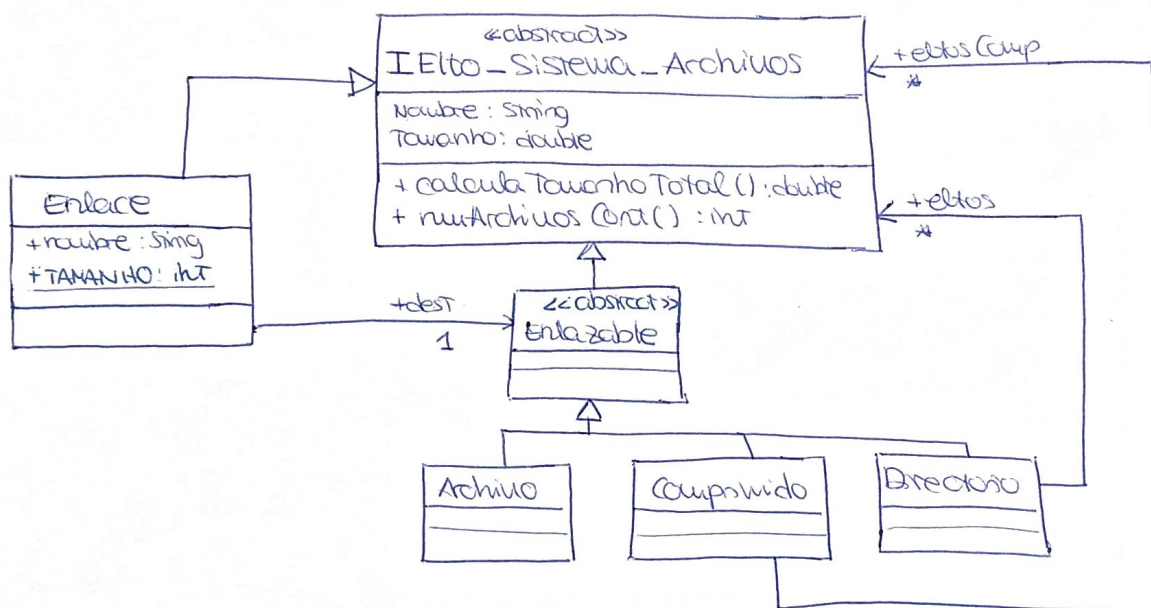 <<abstract>>
IElto_Sistema_Archivos
Nombre: String
Tamanho: double
+ calculaTamanhoTotal(): double
+ numArchivosCont(): int
+eltosComp
*
+eltos
*
Enlace
+nombre: String
+TAMANHO: int
+dest
1
<<abstract>>
Enlazable
Archivo
Comprimido
Directorio